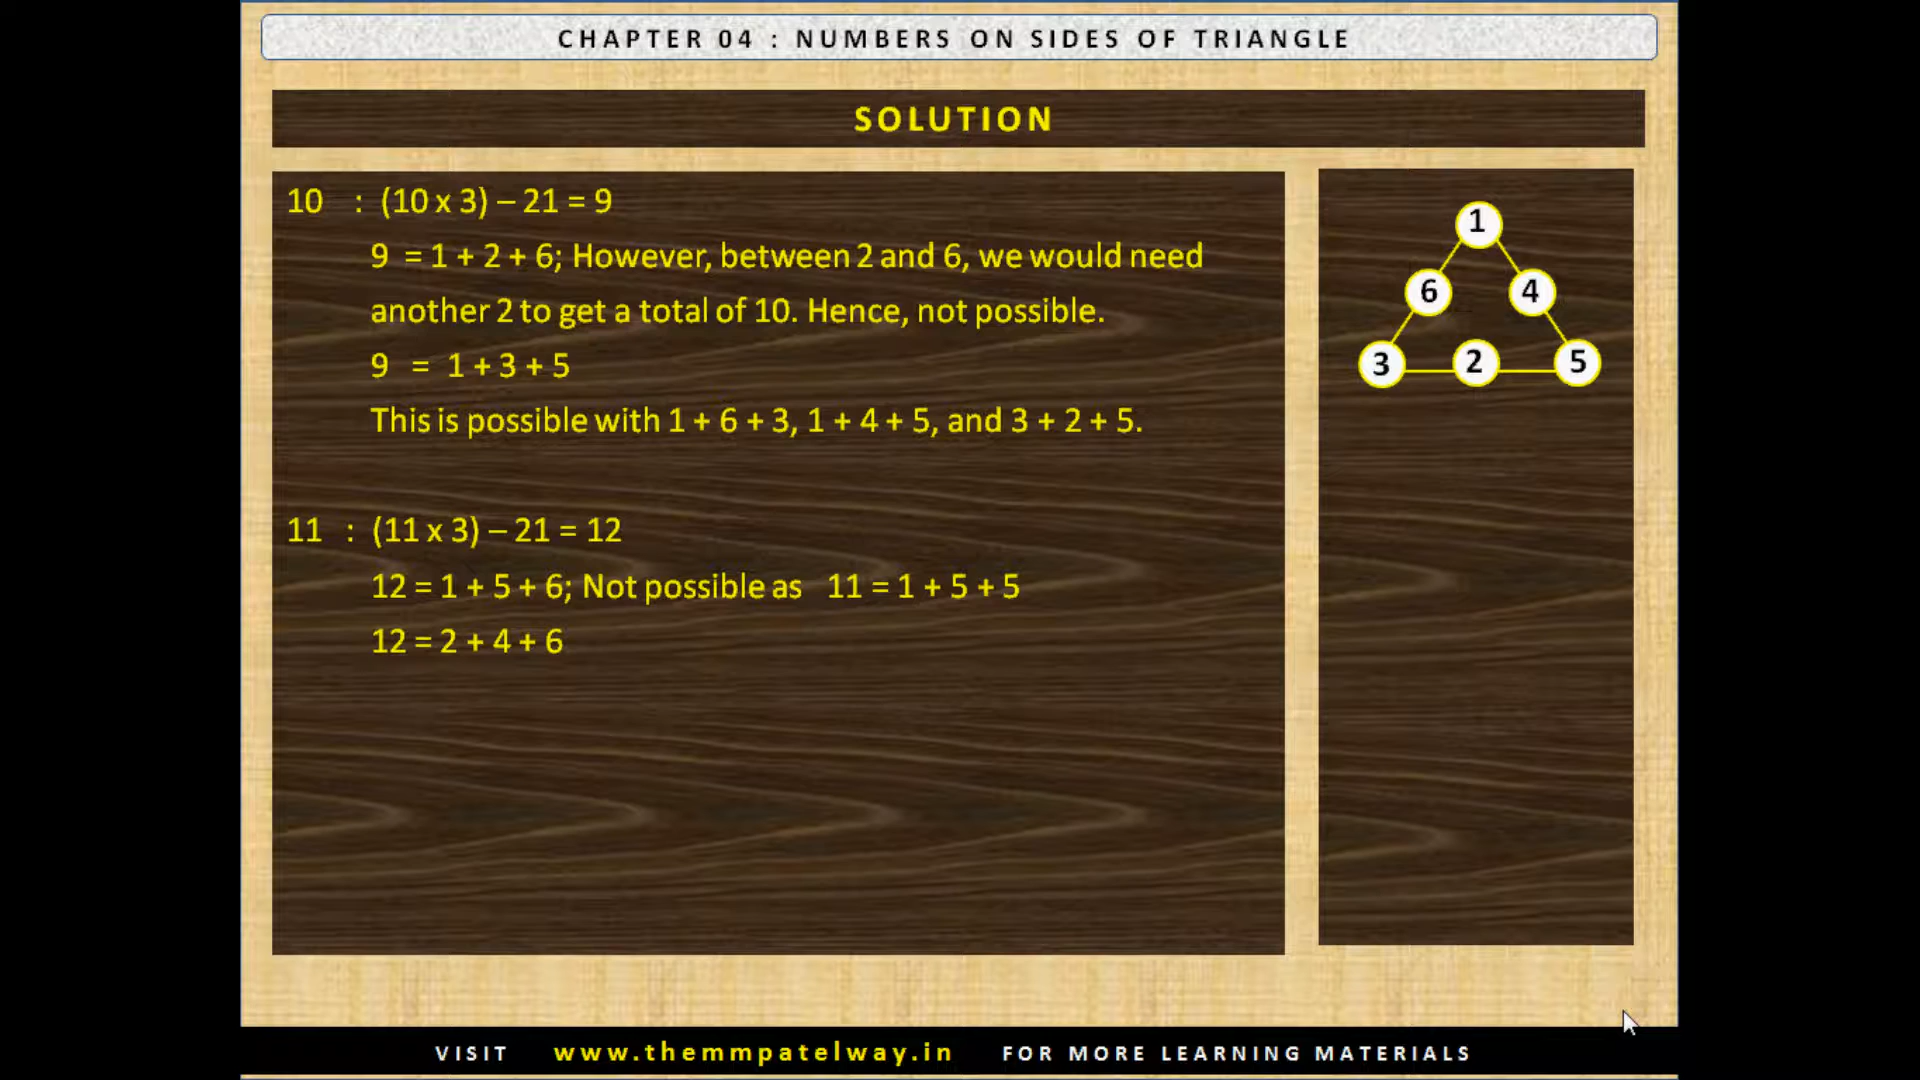 CHAPTER 04 : NUMBERS ON SIDES OF TRIANGLE
SOLUTION
10 : (10 x 3) – 21 = 9
9 = 1 + 2 + 6; However, between 2 and 6, we would need
another 2 to get a total of 10. Hence, not possible.
9 = 1 + 3 + 5
This is possible with 1 + 6 + 3, 1 + 4 + 5, and 3 + 2 + 5.
11 : (11 x 3) – 21 = 12
12 = 1 + 5 + 6; Not possible as 11 = 1 + 5 + 5
12 = 2 + 4 + 6
1
6 4
3 2 5
VISIT www.themmpatelway.in FOR MORE LEARNING MATERIALS